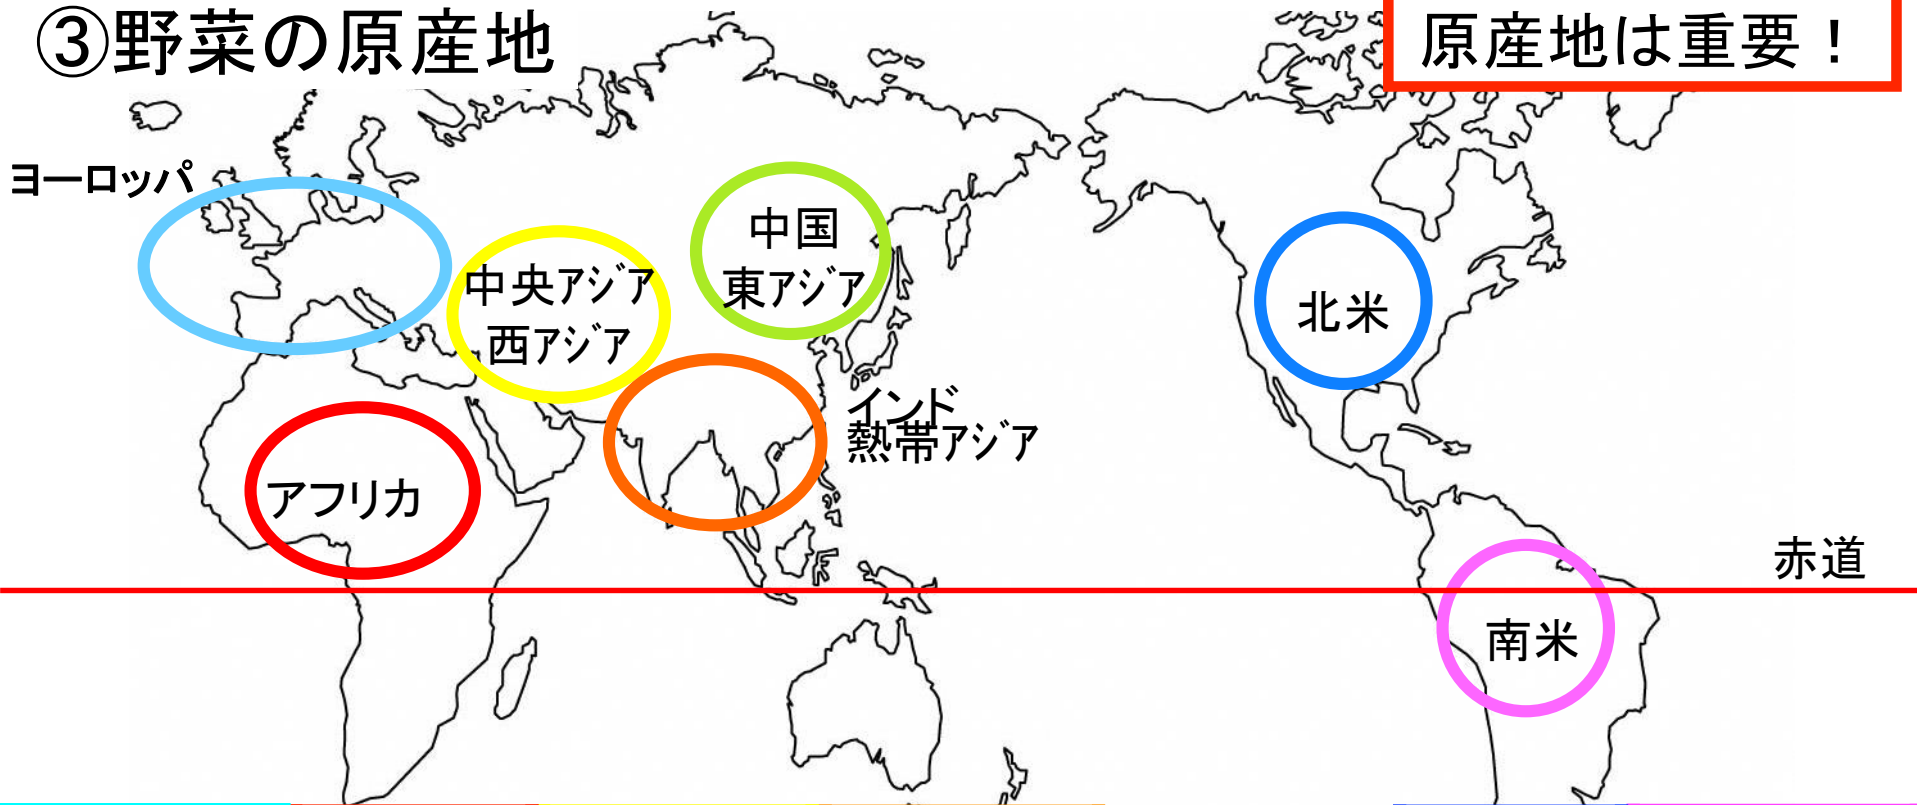 ③野菜の原産地
原産地は重要！
ヨーロッパ
中国
東アジア
中央アジア
西アジア
北米
インド
熱帯アジア
アフリカ
赤道
南米